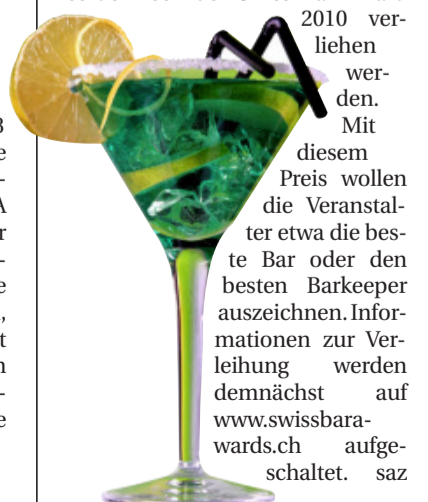 2010 ver-
liehen
wer-
den.
Mit
diesem
Preis wollen
die Veranstal-
ter etwa die bes-
te Bar oder den
besten Barkeeper
auszeichnen. Infor-
mationen zur Ver-
leihung werden
demnächst auf
www.swissbara-
wards.ch aufge-
schaltet. saz